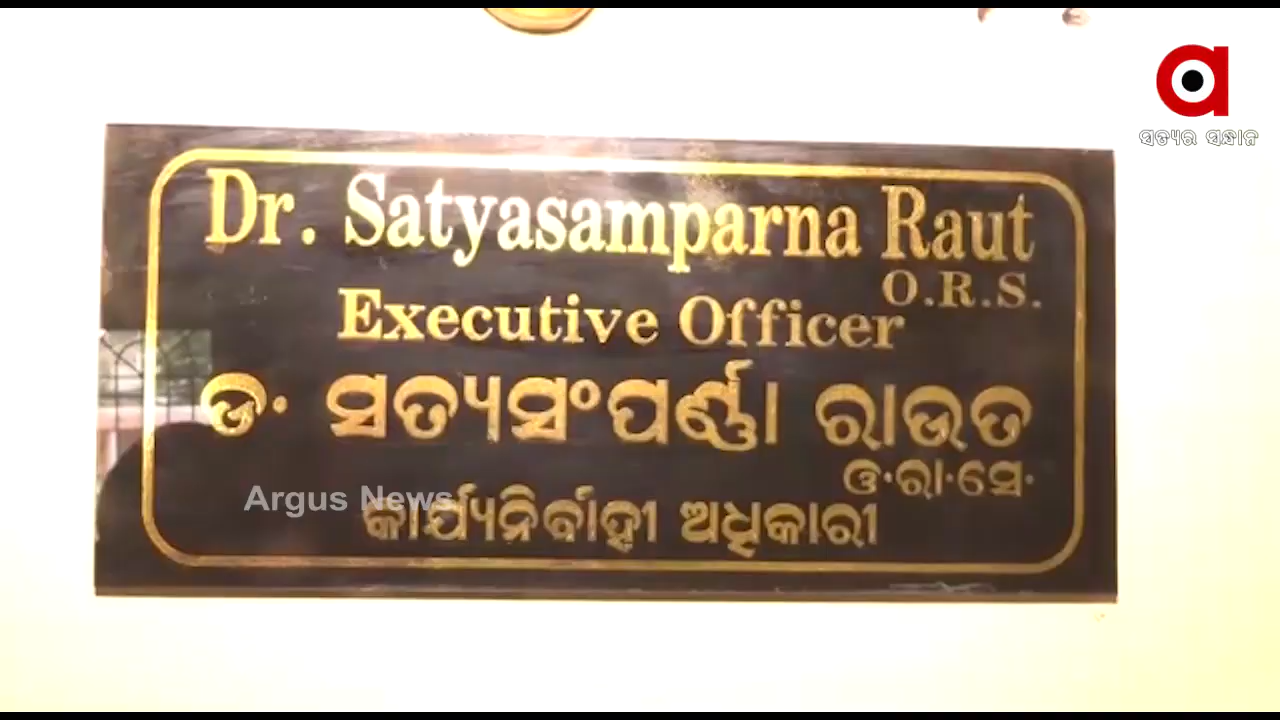 ସତ୍ୟର ସନ୍ଧାନ
Dr. Satyasamparna Raut
O.R.S.
Executive Officer
ଡ଼ଃ ସତ୍ୟସଂପର୍ଣ୍ଣା ରାଉତ
ଓ.ରା.ସେ.
Argus News
କାର୍ଯ୍ୟନିର୍ବାହୀ ଅଧିକାରୀ